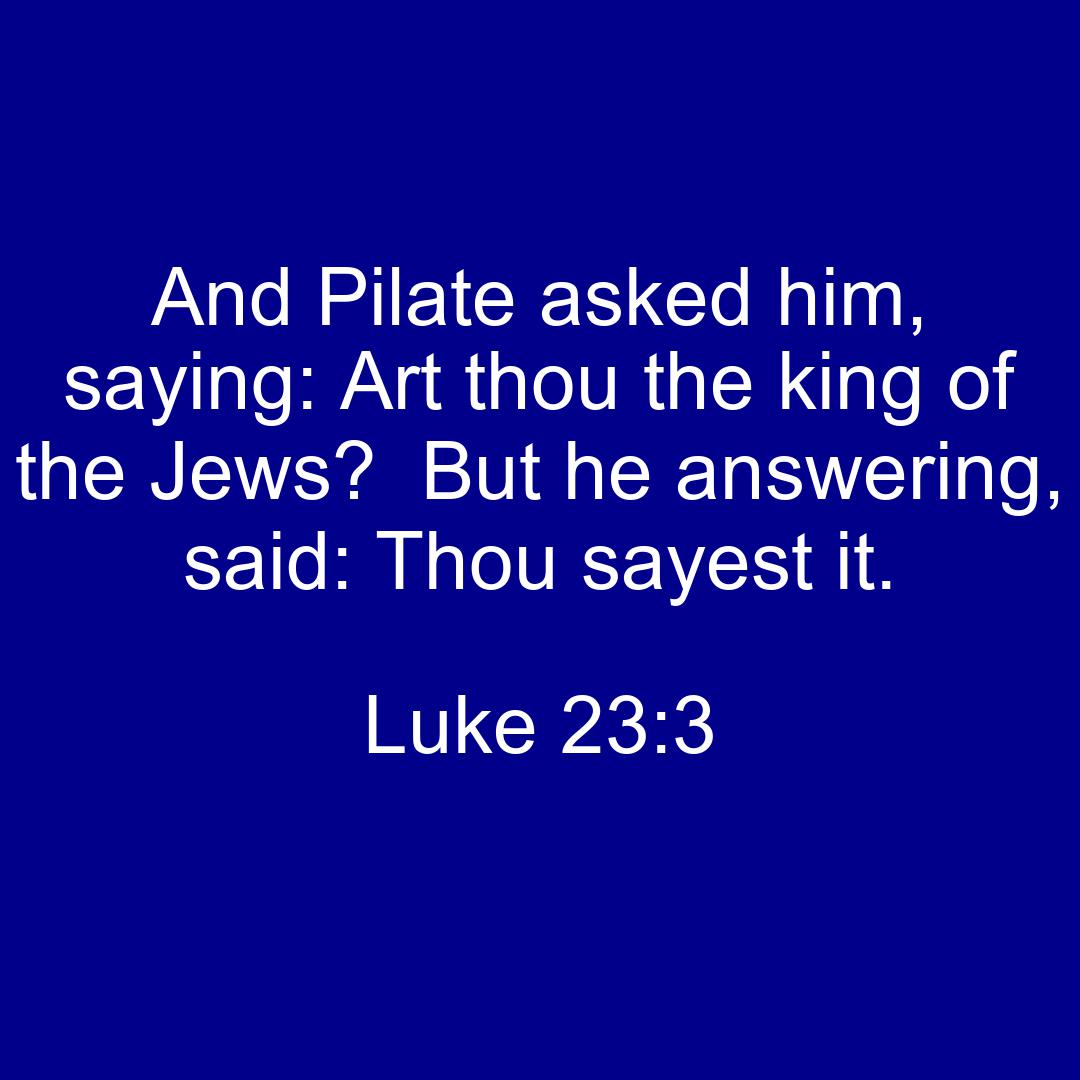 And Pilate asked him,
saying: Art thou the king of
the Jews?  But he answering,
said: Thou sayest it.
Luke 23:3